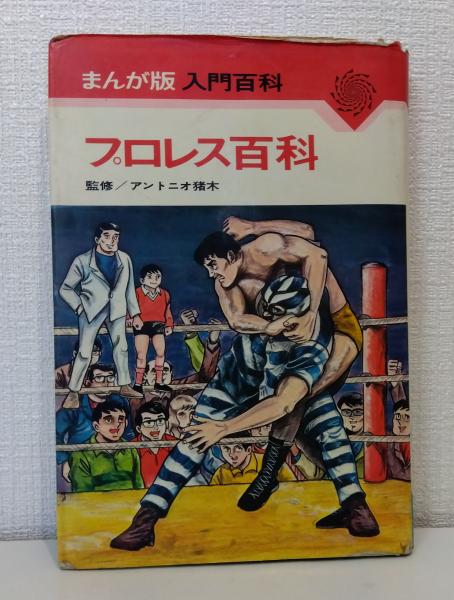 まんが版 入門百科
プロレス百科
監修/アントニオ猪木